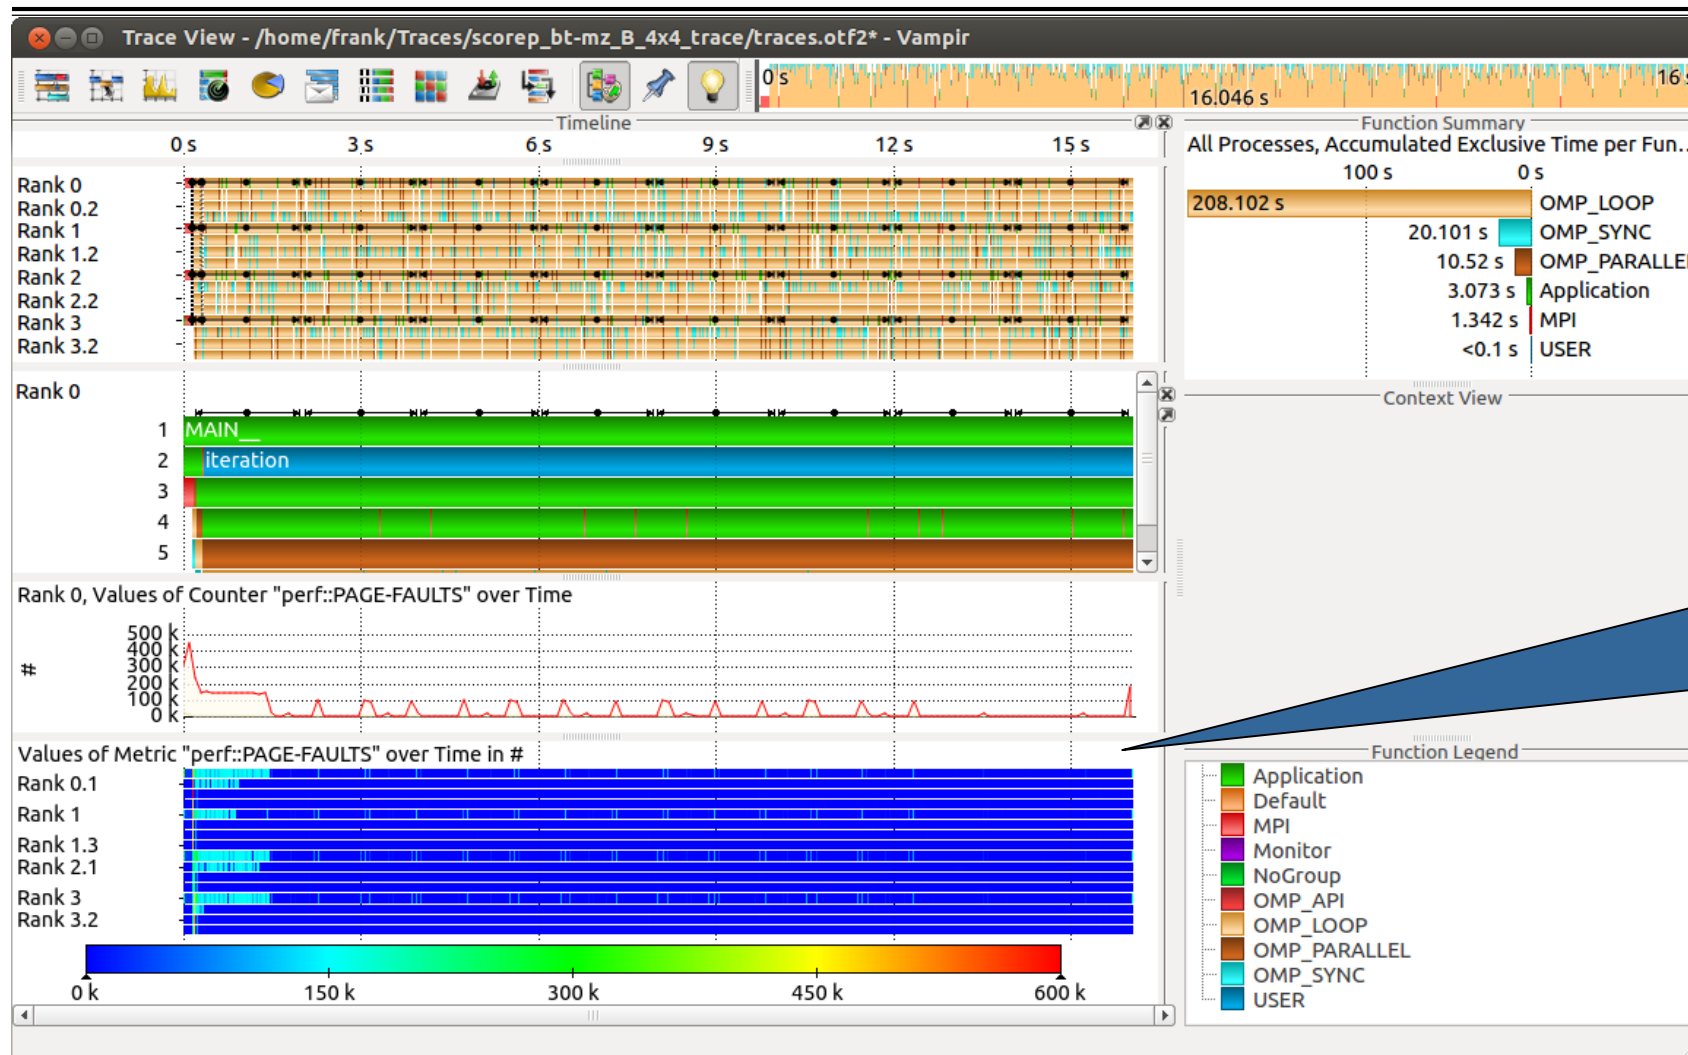 Trace View - /home/frank/Traces/scorep_bt-mz_B_4x4_trace/traces.otf2* - Vampir
0 s
16.046 s
16 s
Timeline
0 s 3 s 6 s 9 s 12 s 15 s
Rank 0
Rank 0.2
Rank 1
Rank 1.2
Rank 2
Rank 2.2
Rank 3
Rank 3.2
Rank 0
1 MAIN__
2 iteration
3
4
5
Rank 0, Values of Counter "perf::PAGE-FAULTS" over Time
500 k
400 k
300 k
200 k
100 k
0 k
#
Values of Metric "perf::PAGE-FAULTS" over Time in #
Rank 0.1
Rank 1
Rank 1.3
Rank 2.1
Rank 3
Rank 3.2
0 k 150 k 300 k 450 k 600 k
Function Summary
All Processes, Accumulated Exclusive Time per Fun..
100 s 0 s
208.102 s OMP_LOOP
20.101 s OMP_SYNC
10.52 s OMP_PARALLEL
3.073 s Application
1.342 s MPI
<0.1 s USER
Context View
Function Legend
Application
Default
MPI
Monitor
NoGroup
OMP_API
OMP_LOOP
OMP_PARALLEL
OMP_SYNC
USER